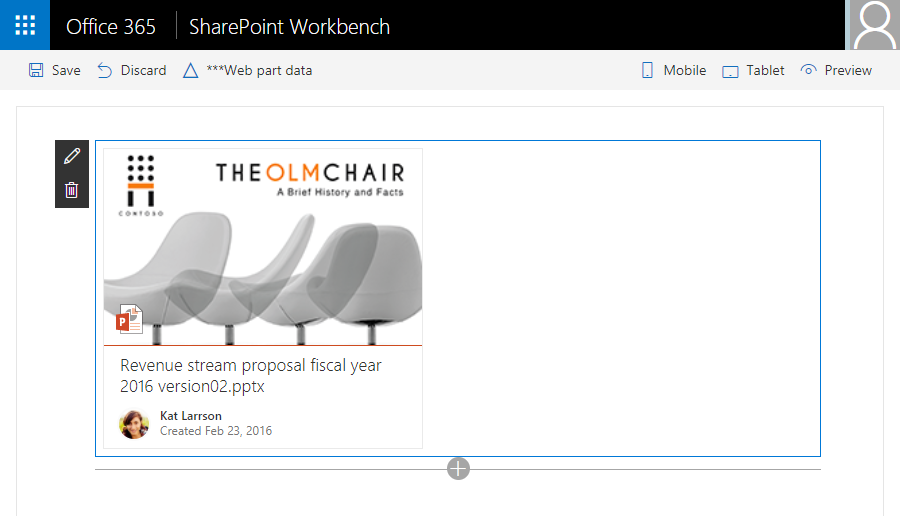 Office 365 SharePoint Workbench
Save Discard ***Web part data Mobile Tablet Preview
CONTOSO
THEOLMCHAIR
A Brief History and Facts
P
Revenue stream proposal fiscal year
2016 version02.pptx
Kat Larrson
Created Feb 23, 2016